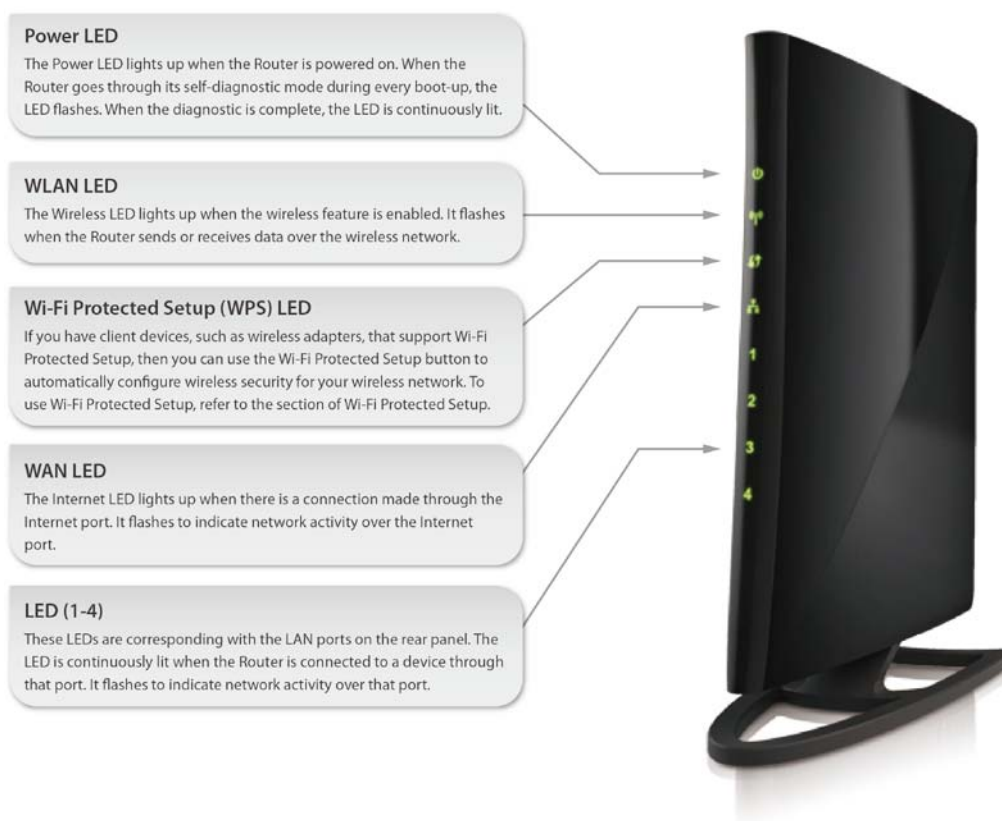 Power LED
The Power LED lights up when the Router is powered on. When the
Router goes through its self-diagnostic mode during every boot-up, the
LED flashes. When the diagnostic is complete, the LED is continuously lit.
WLAN LED
The Wireless LED lights up when the wireless feature is enabled. It flashes
when the Router sends or receives data over the wireless network.
Wi-Fi Protected Setup (WPS) LED
If you have client devices, such as wireless adapters, that support Wi-Fi
Protected Setup, then you can use the Wi-Fi Protected Setup button to
automatically configure wireless security for your wireless network. To
use Wi-Fi Protected Setup, refer to the section of Wi-Fi Protected Setup.
WAN LED
The Internet LED lights up when there is a connection made through the
Internet port. It flashes to indicate network activity over the Internet
port.
LED (1-4)
These LEDs are corresponding with the LAN ports on the rear panel. The
LED is continuously lit when the Router is connected to a device through
that port. It flashes to indicate network activity over that port.
1
2
3
4